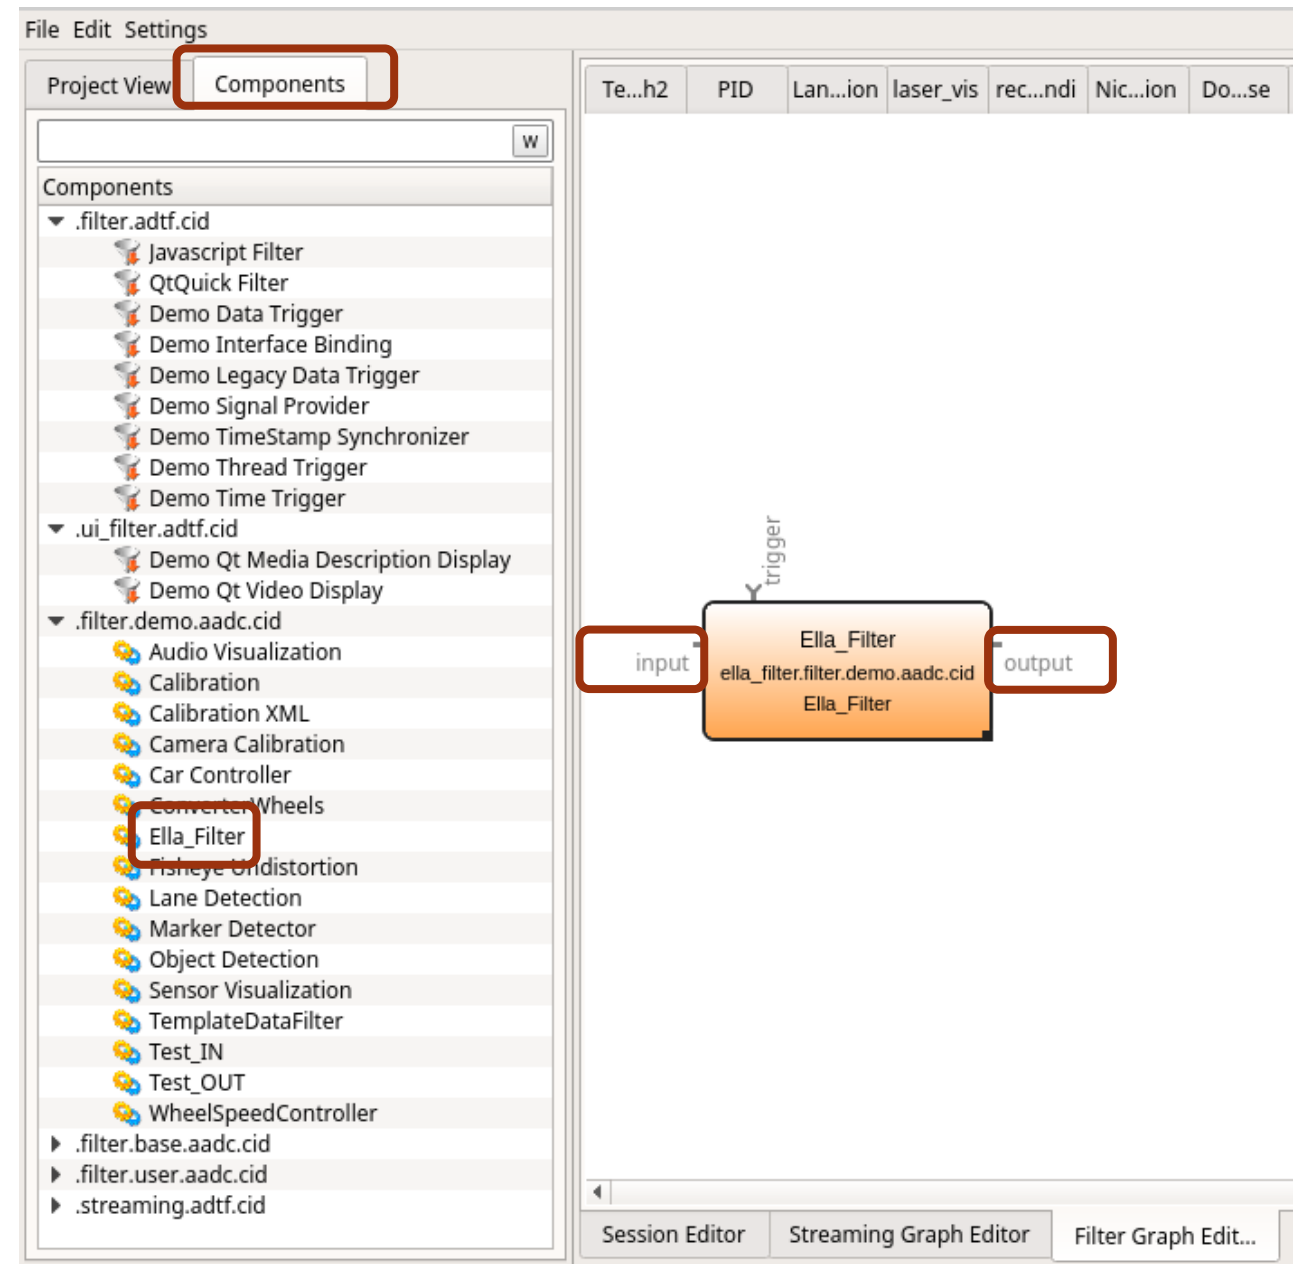 File Edit Settings
Project View Components
Te...h2 PID Lan...ion laser_vis rec...ndi Nic...ion Do...se
w
Components
.filter.adtf.cid
Javascript Filter
QtQuick Filter
Demo Data Trigger
Demo Interface Binding
Demo Legacy Data Trigger
Demo Signal Provider
Demo TimeStamp Synchronizer
Demo Thread Trigger
Demo Time Trigger
.ui_filter.adtf.cid
Demo Qt Media Description Display
Demo Qt Video Display
.filter.demo.aadc.cid
Audio Visualization
Calibration
Calibration XML
Camera Calibration
Car Controller
ConverterWheels
Ella_Filter
Fisheye Undistortion
Lane Detection
Marker Detector
Object Detection
Sensor Visualization
TemplateDataFilter
Test_IN
Test_OUT
WheelSpeedController
.filter.base.aadc.cid
.filter.user.aadc.cid
.streaming.adtf.cid
trigger
input
Ella_Filter
ella_filter.filter.demo.aadc.cid
Ella_Filter
output
Session Editor Streaming Graph Editor Filter Graph Edit...